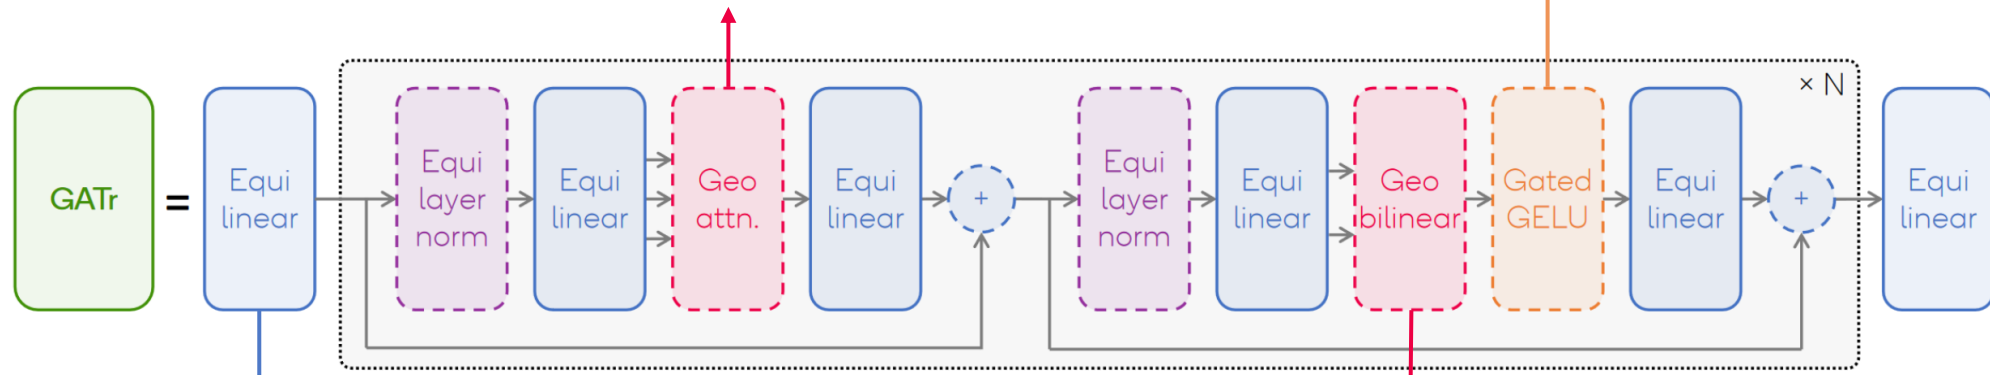 GATr
=
Equi
linear
Equi
layer
norm
Equi
linear
Geo
attn.
Equi
linear
+
Equi
layer
norm
Equi
linear
Geo
bilinear
Gated
GELU
Equi
linear
+
× N
Equi
linear